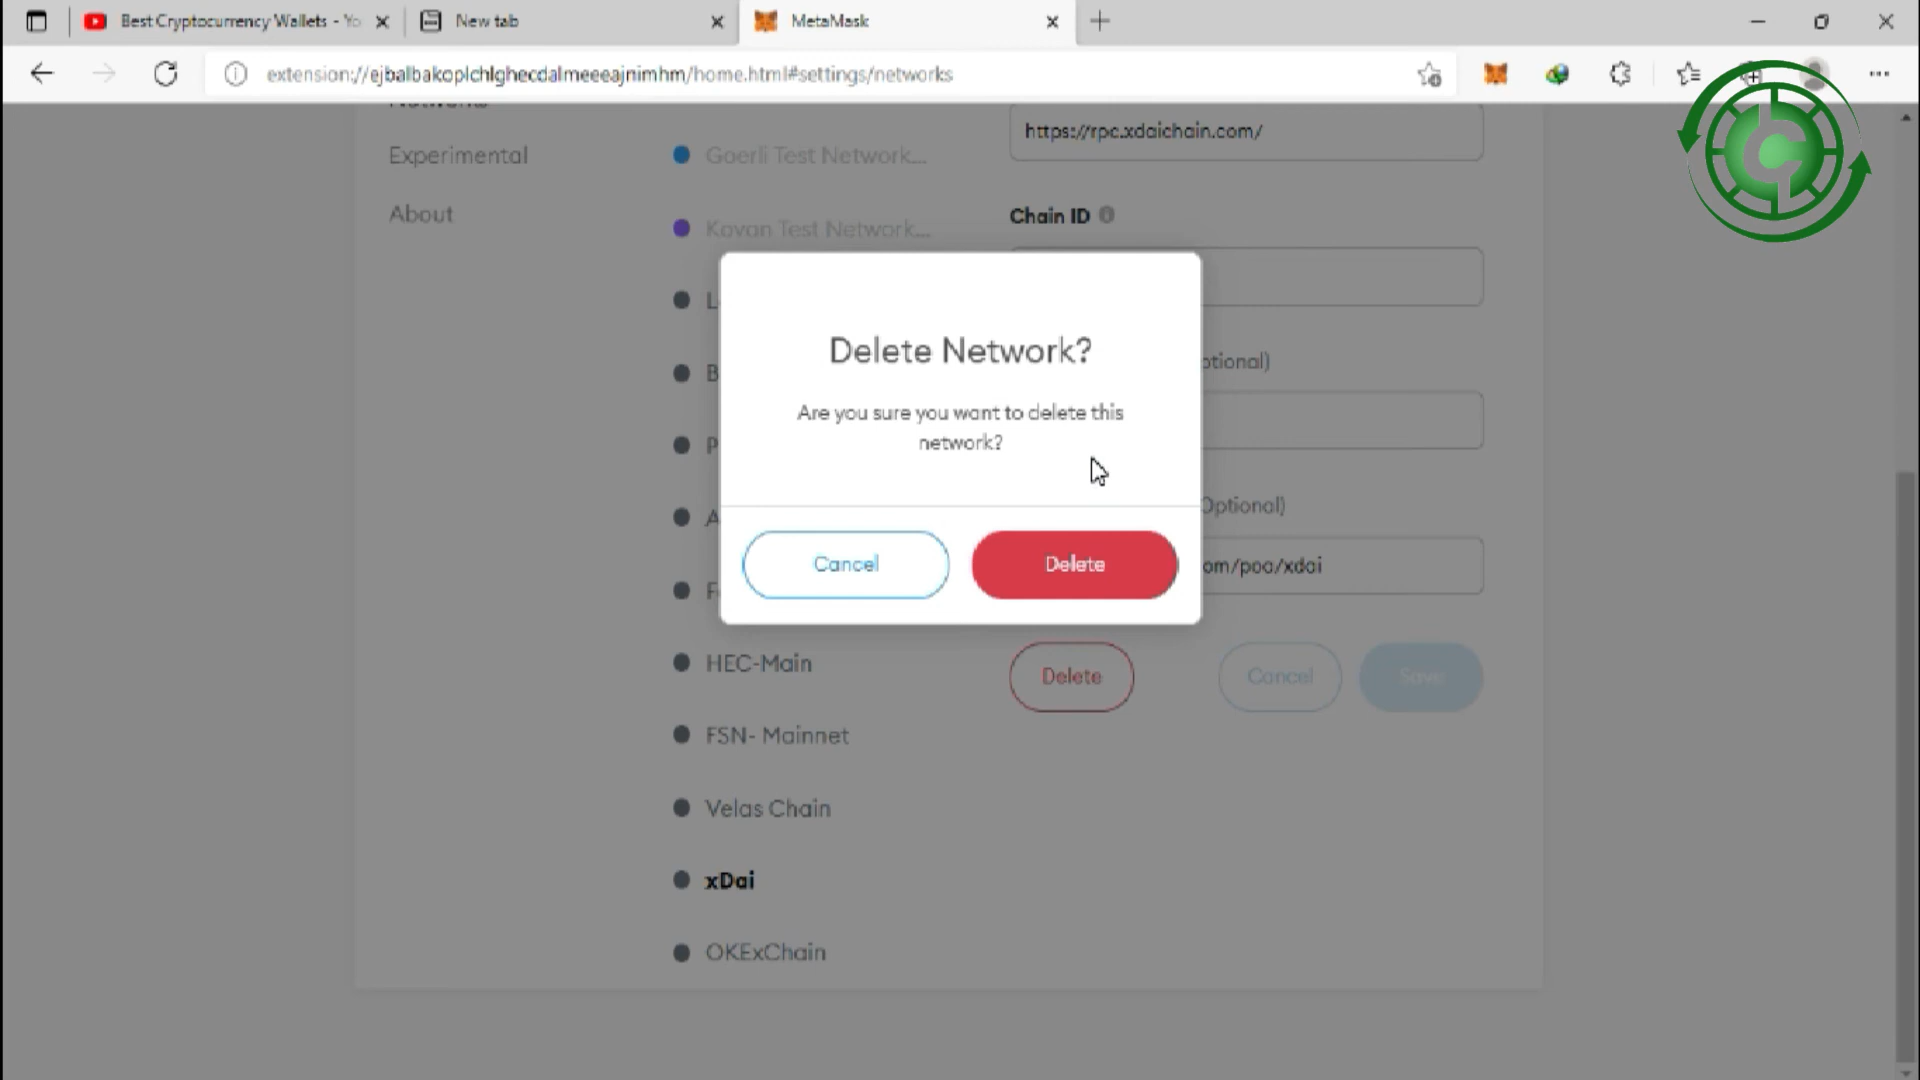 Best Cryptocurrency Wallets - Yo
New tab
MetaMask
extension://ejbalbakoplchlghecdalmeeeajnimhm/home.html#settings/networks
Networks
https://rpc.xdaichain.com/
Experimental
Goerli Test Network...
About
Chain ID
Kovan Test Network...
L
Delete Network?
ptional)
B
Are you sure you want to delete this
network?
P
Optional)
A
Cancel
Delete
om/poa/xdai
F
HEC-Main
Delete
Cancel
Save
FSN- Mainnet
Velas Chain
xDai
OKExChain